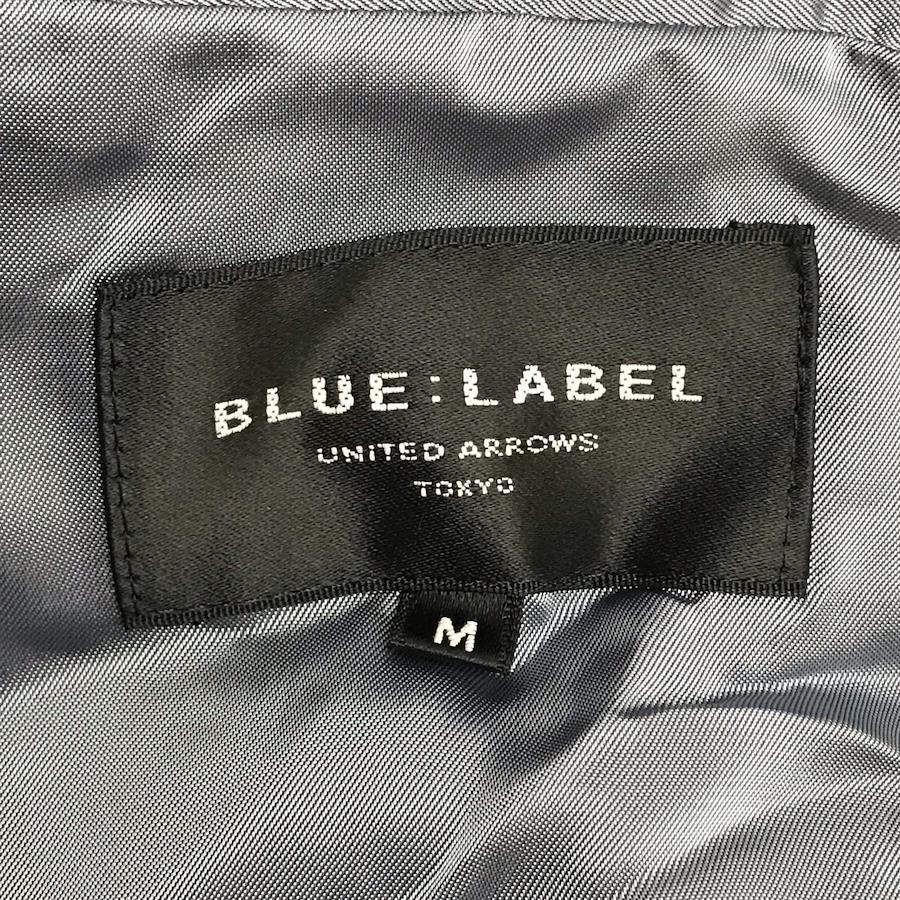 BLUE:LABEL
UNITED ARROWS
TOKYO
M